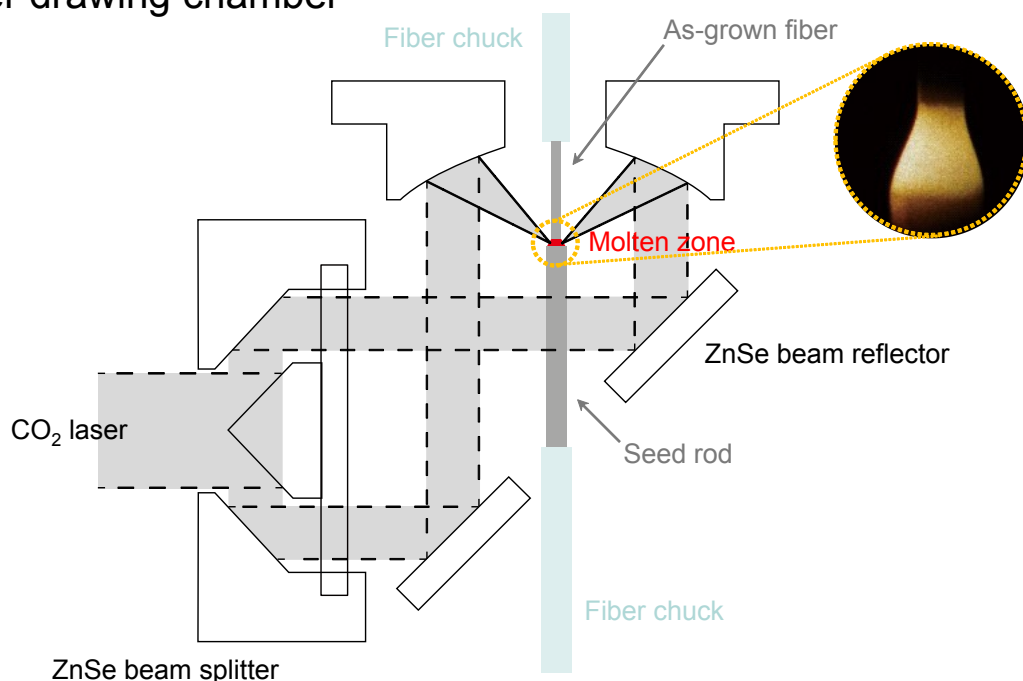 drawing chamber
Fiber chuck
As-grown fiber
Molten zone
ZnSe beam reflector
CO₂ laser
Seed rod
Fiber chuck
ZnSe beam splitter